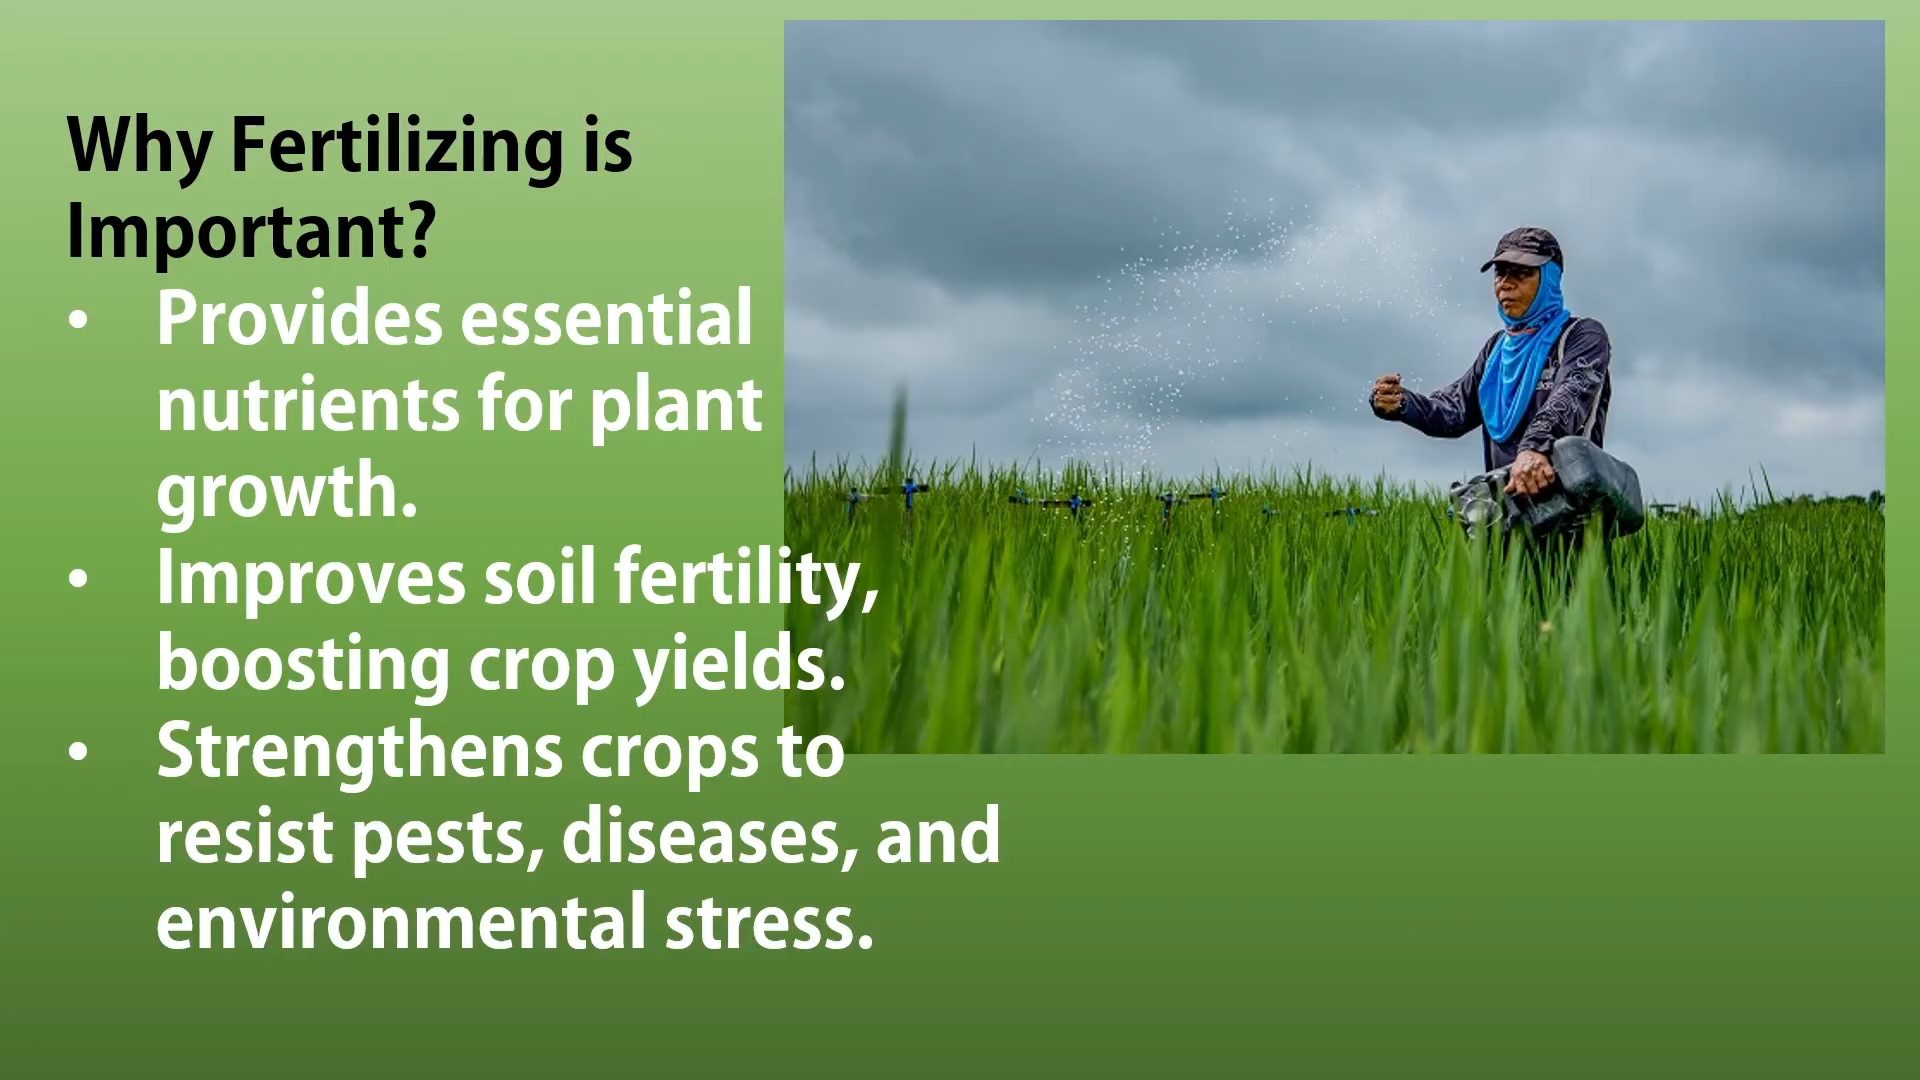 Why Fertilizing is
Important?
• Provides essential
nutrients for plant
growth.
• Improves soil fertility,
boosting crop yields.
• Strengthens crops to
resist pests, diseases, and
environmental stress.